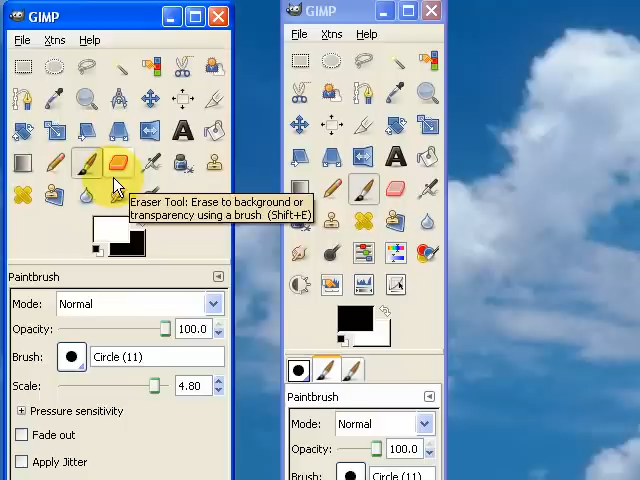 GIMP
File Xtns Help
Eraser Tool: Erase to background or
transparency using a brush (Shift+E)
Paintbrush
Mode: Normal
Opacity: 100.0
Brush: Circle (11)
Scale: 4.80
Pressure sensitivity
Fade out
Apply Jitter
GIMP
File Xtns Help
Paintbrush
Mode: Normal
Opacity: 100.0
Brush: Circle (11)